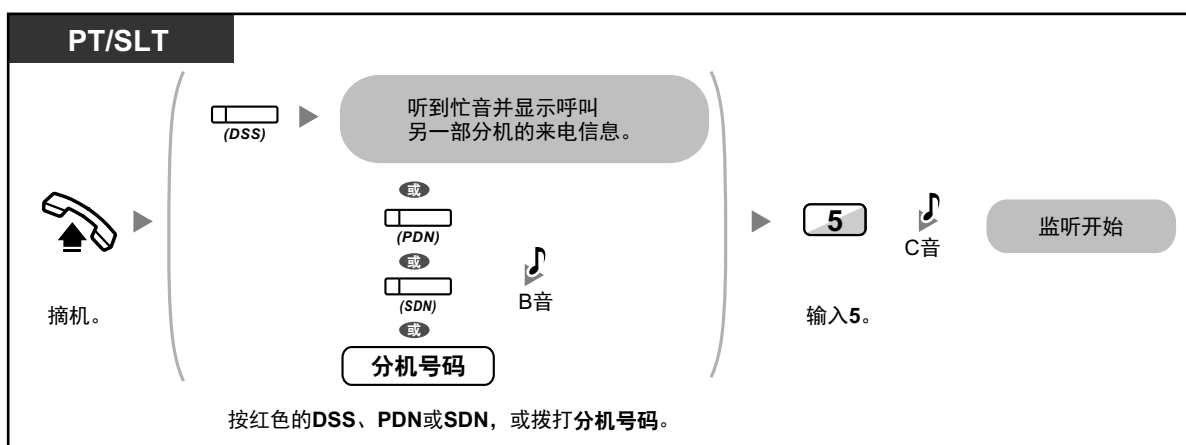 PT/SLT
(DSS)
听到忙音并显示呼叫
另一部分机的来电信息。
或
(PDN)
或
(SDN)
B音
或
分机号码
5
C音
监听开始
摘机。
输入5。
按红色的DSS、PDN或SDN，或拨打分机号码。